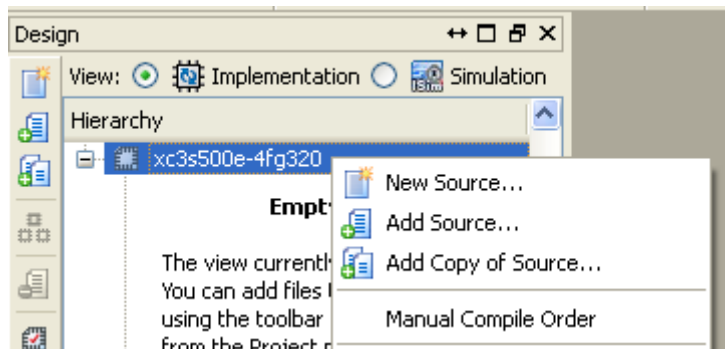 Design
View: Implementation Simulation
Hierarchy
xc3s500e-4fg320
New Source...
Empt
Add Source...
The view currentl
Add Copy of Source...
You can add files
using the toolbar
Manual Compile Order
from the Project